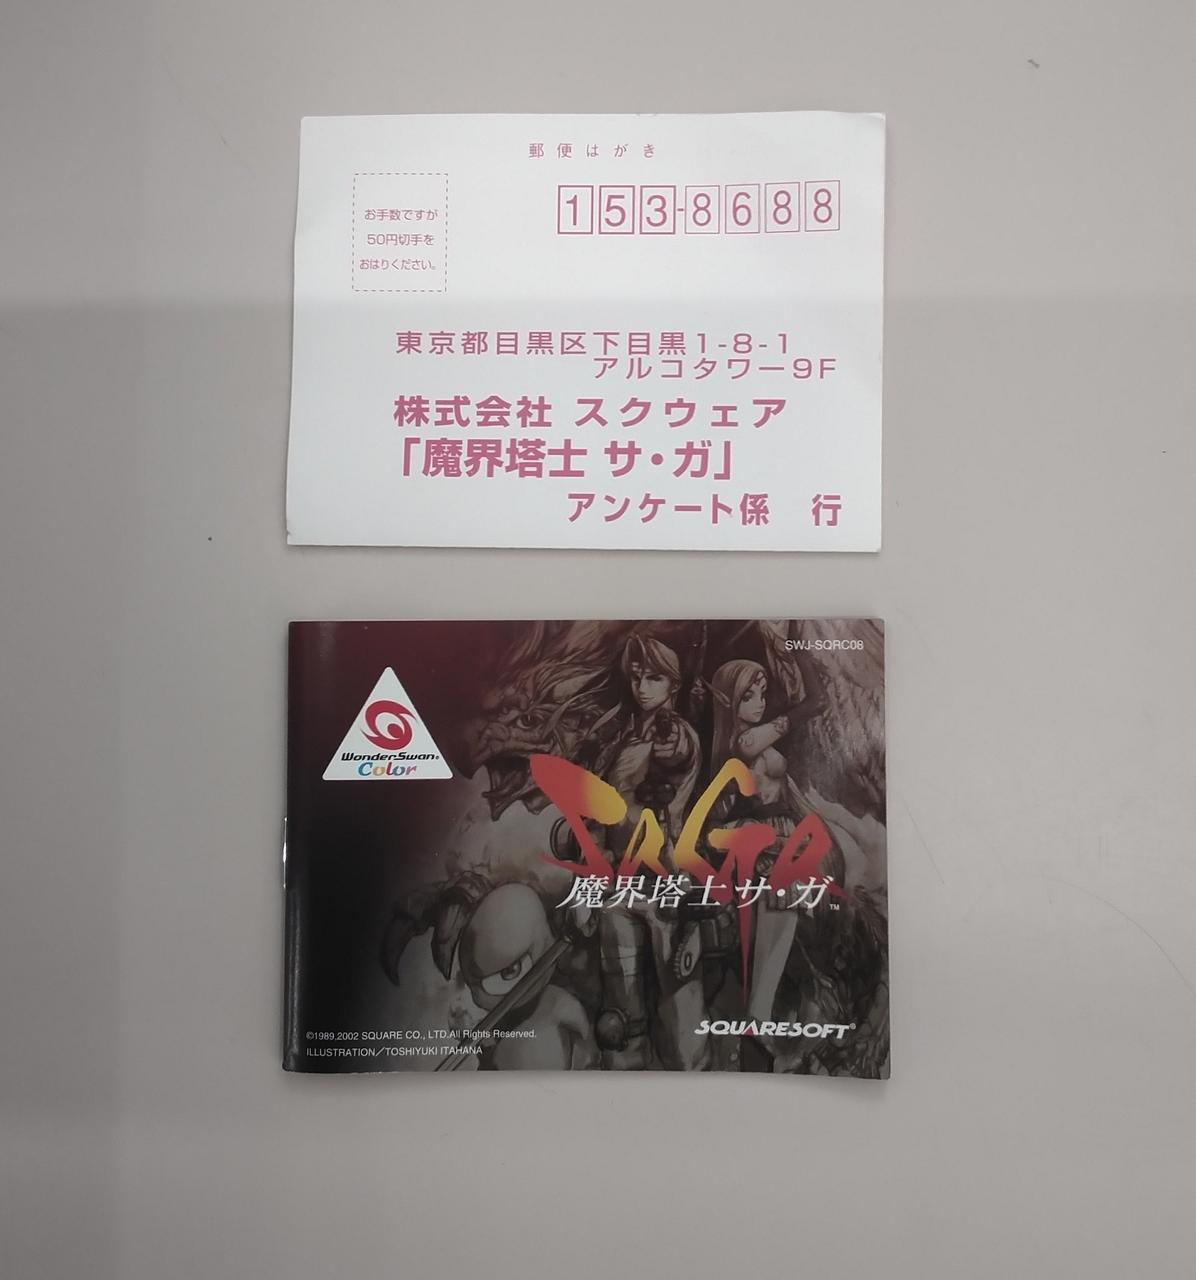 郵便はがき
153-8688
お手数ですが
50円切手を
おはりください。
東京都目黒区下目黒1-8-1
アルコタワー9F
株式会社 スクウェア
「魔界塔士 サ・ガ」
アンケート係 行
SWJ-SQRC08
WonderSwan®
Color
SaGa
魔界塔士 サ・ガ™
©1989,2002 SQUARE CO., LTD.All Rights Reserved.
ILLUSTRATION/TOSHIYUKI ITAHANA
SQUARESOFT®